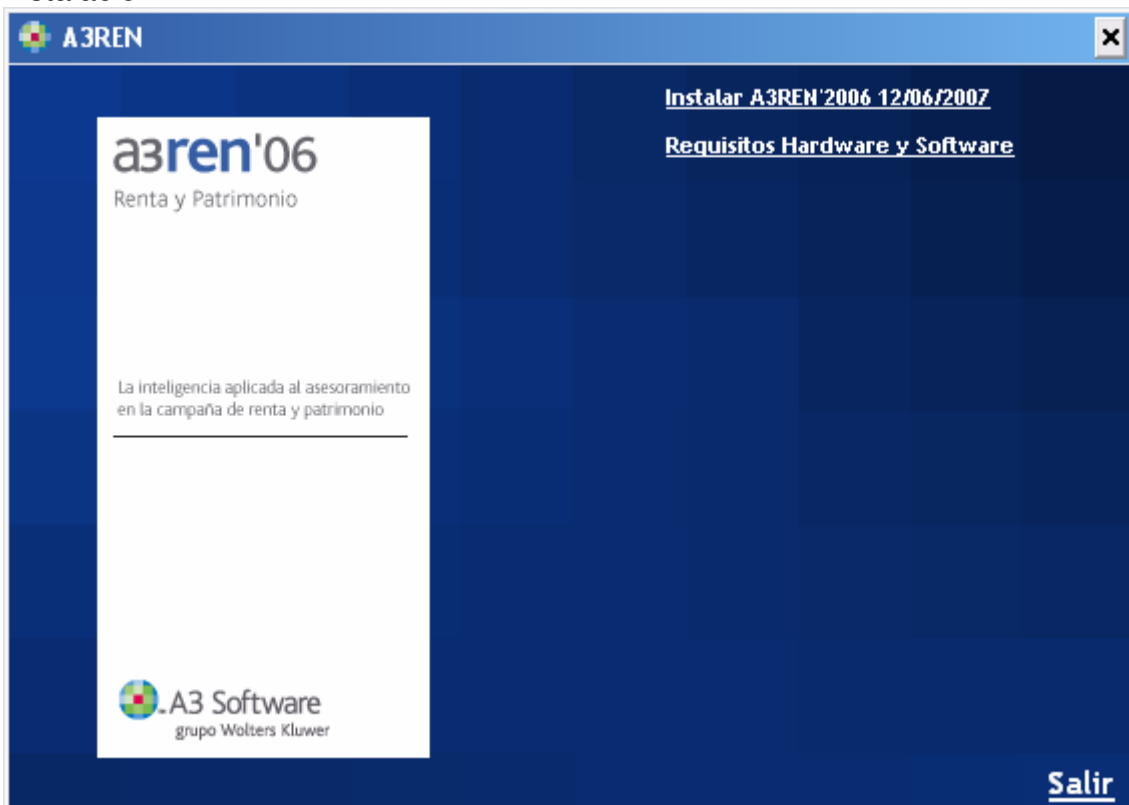 A3REN
Instalar A3REN'2006 12/06/2007
Requisitos Hardware y Software
a3ren'06
Renta y Patrimonio
La inteligencia aplicada al asesoramiento
en la campaña de renta y patrimonio
A3 Software
grupo Wolters Kluwer
Salir